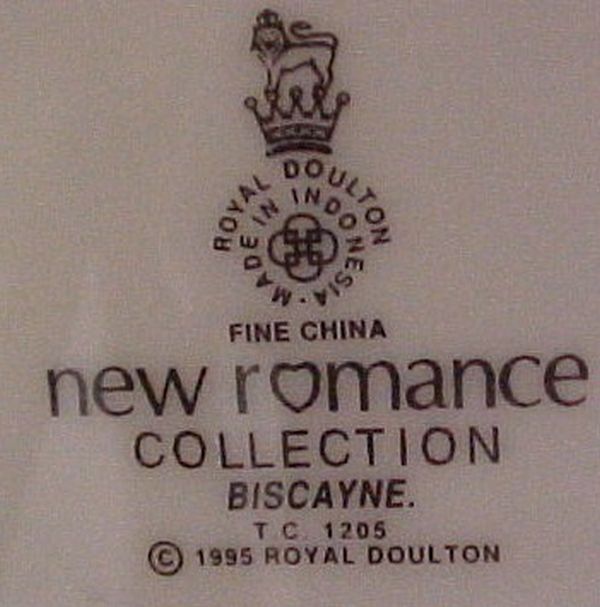 ROYAL DOULTON
MADE IN INDONESIA
FINE CHINA
new romance
COLLECTION
BISCAYNE.
T C 1205
© 1995 ROYAL DOULTON